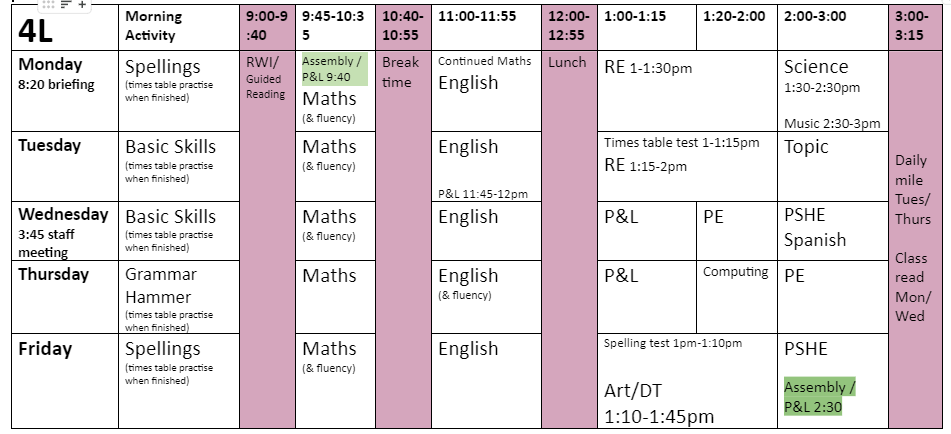 4L
Morning
Activity
9:00-9
:40
9:45-10:3
5
10:40-
10:55
11:00-11:55
12:00-
12:55
1:00-1:15
1:20-2:00
2:00-3:00
3:00-
3:15
Monday
8:20 briefing
Spellings
(times table practise
when finished)
RWI/
Guided
Reading
Assembly /
P&L 9:40
Maths
(& fluency)
Break
time
Continued Maths
English
Lunch
RE 1-1:30pm
Science
1:30-2:30pm
Music 2:30-3pm
Daily
mile
Tues/
Thurs
Class
read
Mon/
Wed
Tuesday
Basic Skills
(times table practise
when finished)
Maths
(& fluency)
English
P&L 11:45-12pm
Times table test 1-1:15pm
RE 1:15-2pm
Topic
Wednesday
3:45 staff
meeting
Basic Skills
(times table practise
when finished)
Maths
(& fluency)
English
P&L
PE
PSHE
Spanish
Thursday
Grammar
Hammer
(times table practise
when finished)
Maths
English
(& fluency)
P&L
Computing
PE
Friday
Spellings
(times table practise
when finished)
Maths
(& fluency)
English
Spelling test 1pm-1:10pm
Art/DT
1:10-1:45pm
PSHE
Assembly /
P&L 2:30